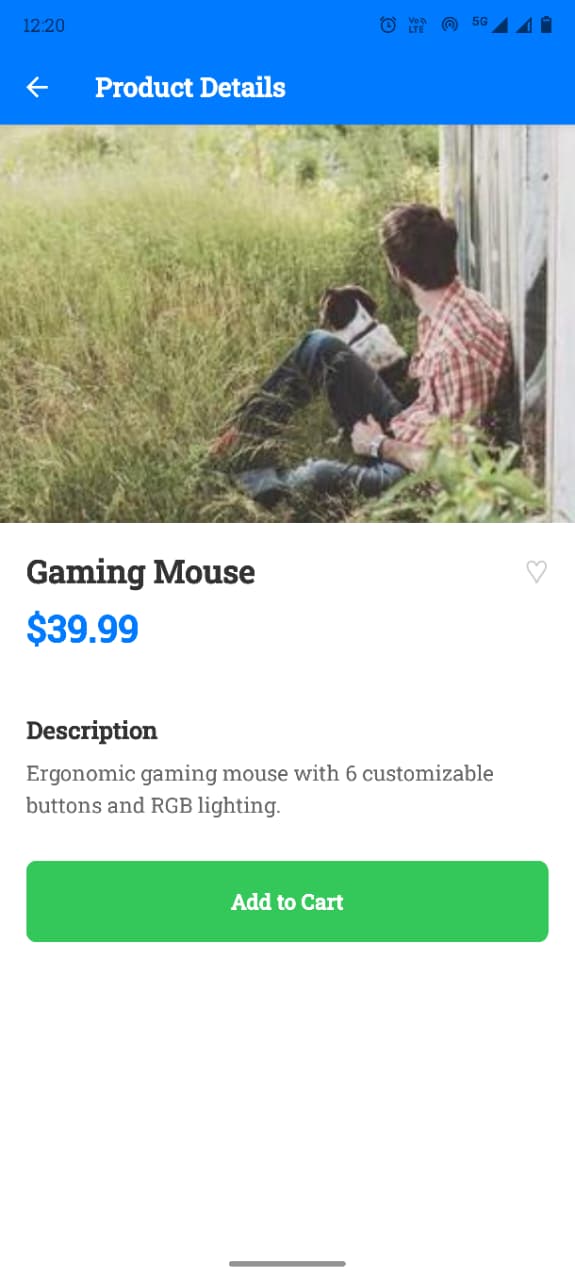 12:20
Vo LTE 5G
Product Details
Gaming Mouse
$39.99
Description
Ergonomic gaming mouse with 6 customizable
buttons and RGB lighting.
Add to Cart